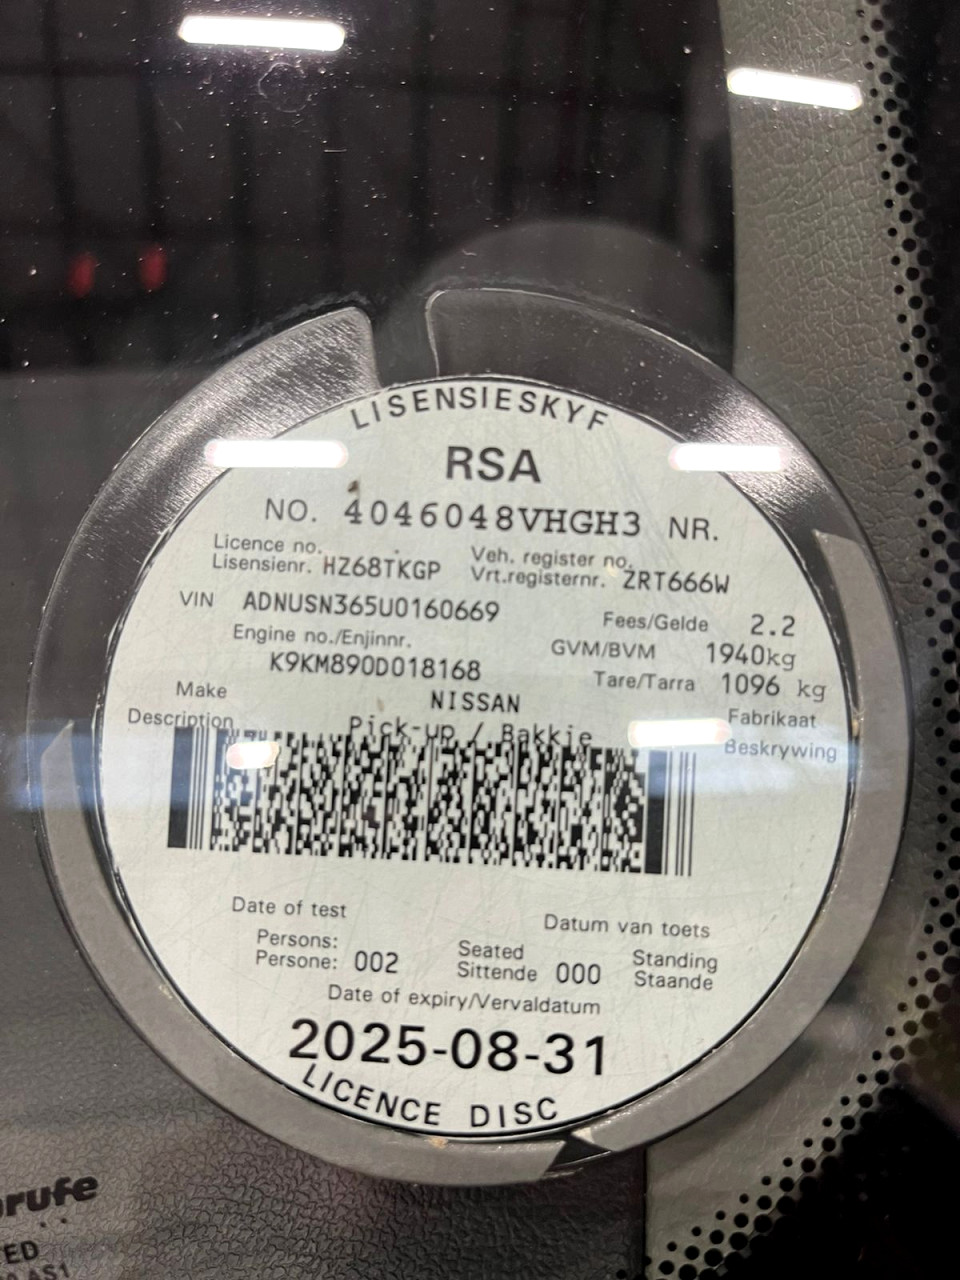 LISENSIESKYF
RSA
NO. 4046048VHGH3 NR.
Licence no. Veh. register no.
Lisensienr. HZ68TKGP Vrt.registernr. ZRT666W
VIN ADNUSN365U0160669 Fees/Gelde 2.2
Engine no./Enjinnr. GVM/BVM 1940kg
K9KM890D018168 Tare/Tarra 1096 kg
Make NISSAN Fabrikaat
Description Pick-up / Bakkie Beskrywing
Date of test Datum van toets
Persons: Seated Standing
Persone: 002 Sittende 000 Staande
Date of expiry/Vervaldatum
2025-08-31
LICENCE DISC
AS1